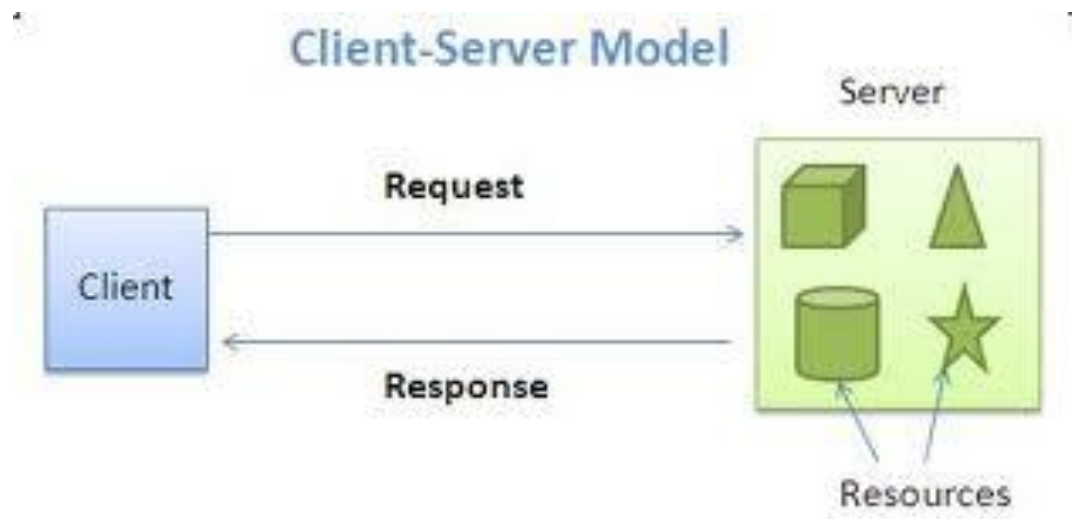 Client-Server Model
Server
Request
Client
Response
Resources